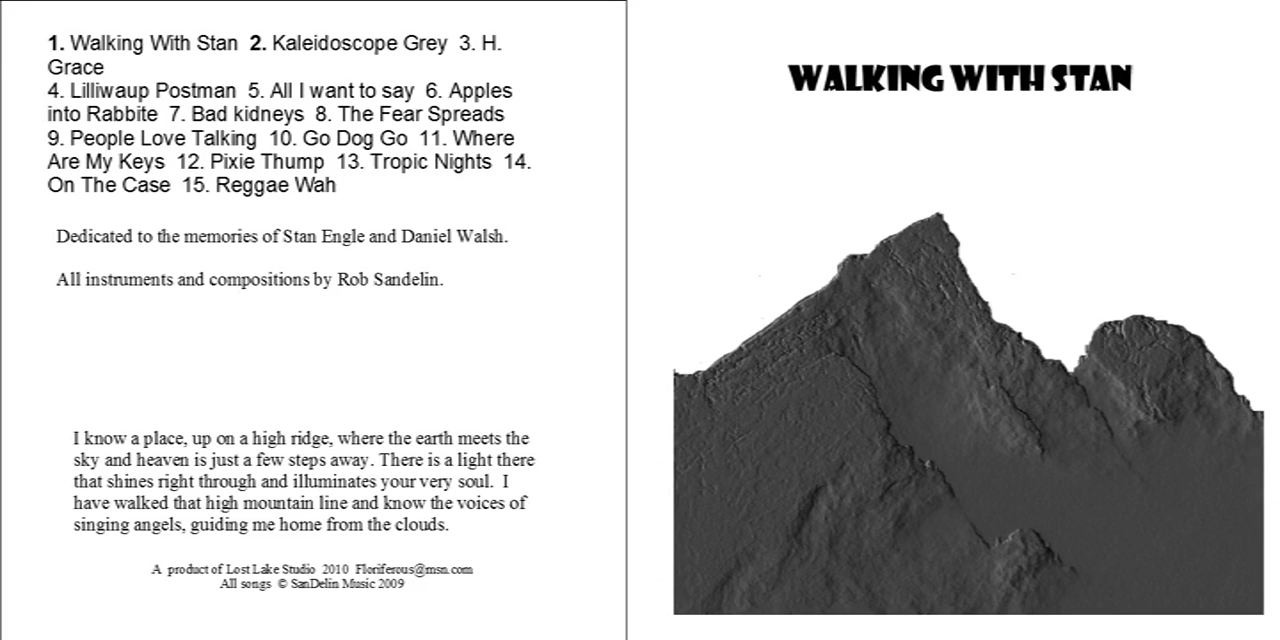 1. Walking With Stan 2. Kaleidoscope Grey 3. H.
Grace
4. Lilliwaup Postman 5. All I want to say 6. Apples
into Rabbite 7. Bad kidneys 8. The Fear Spreads
9. People Love Talking 10. Go Dog Go 11. Where
Are My Keys 12. Pixie Thump 13. Tropic Nights 14.
On The Case 15. Reggae Wah
Dedicated to the memories of Stan Engle and Daniel Walsh.
All instruments and compositions by Rob Sandelin.
I know a place, up on a high ridge, where the earth meets the
sky and heaven is just a few steps away. There is a light there
that shines right through and illuminates your very soul. I
have walked that high mountain line and know the voices of
singing angels, guiding me home from the clouds.
A product of Lost Lake Studio 2010 Floriferous@msn.com
All songs © SanDelin Music 2009
WALKING WITH STAN